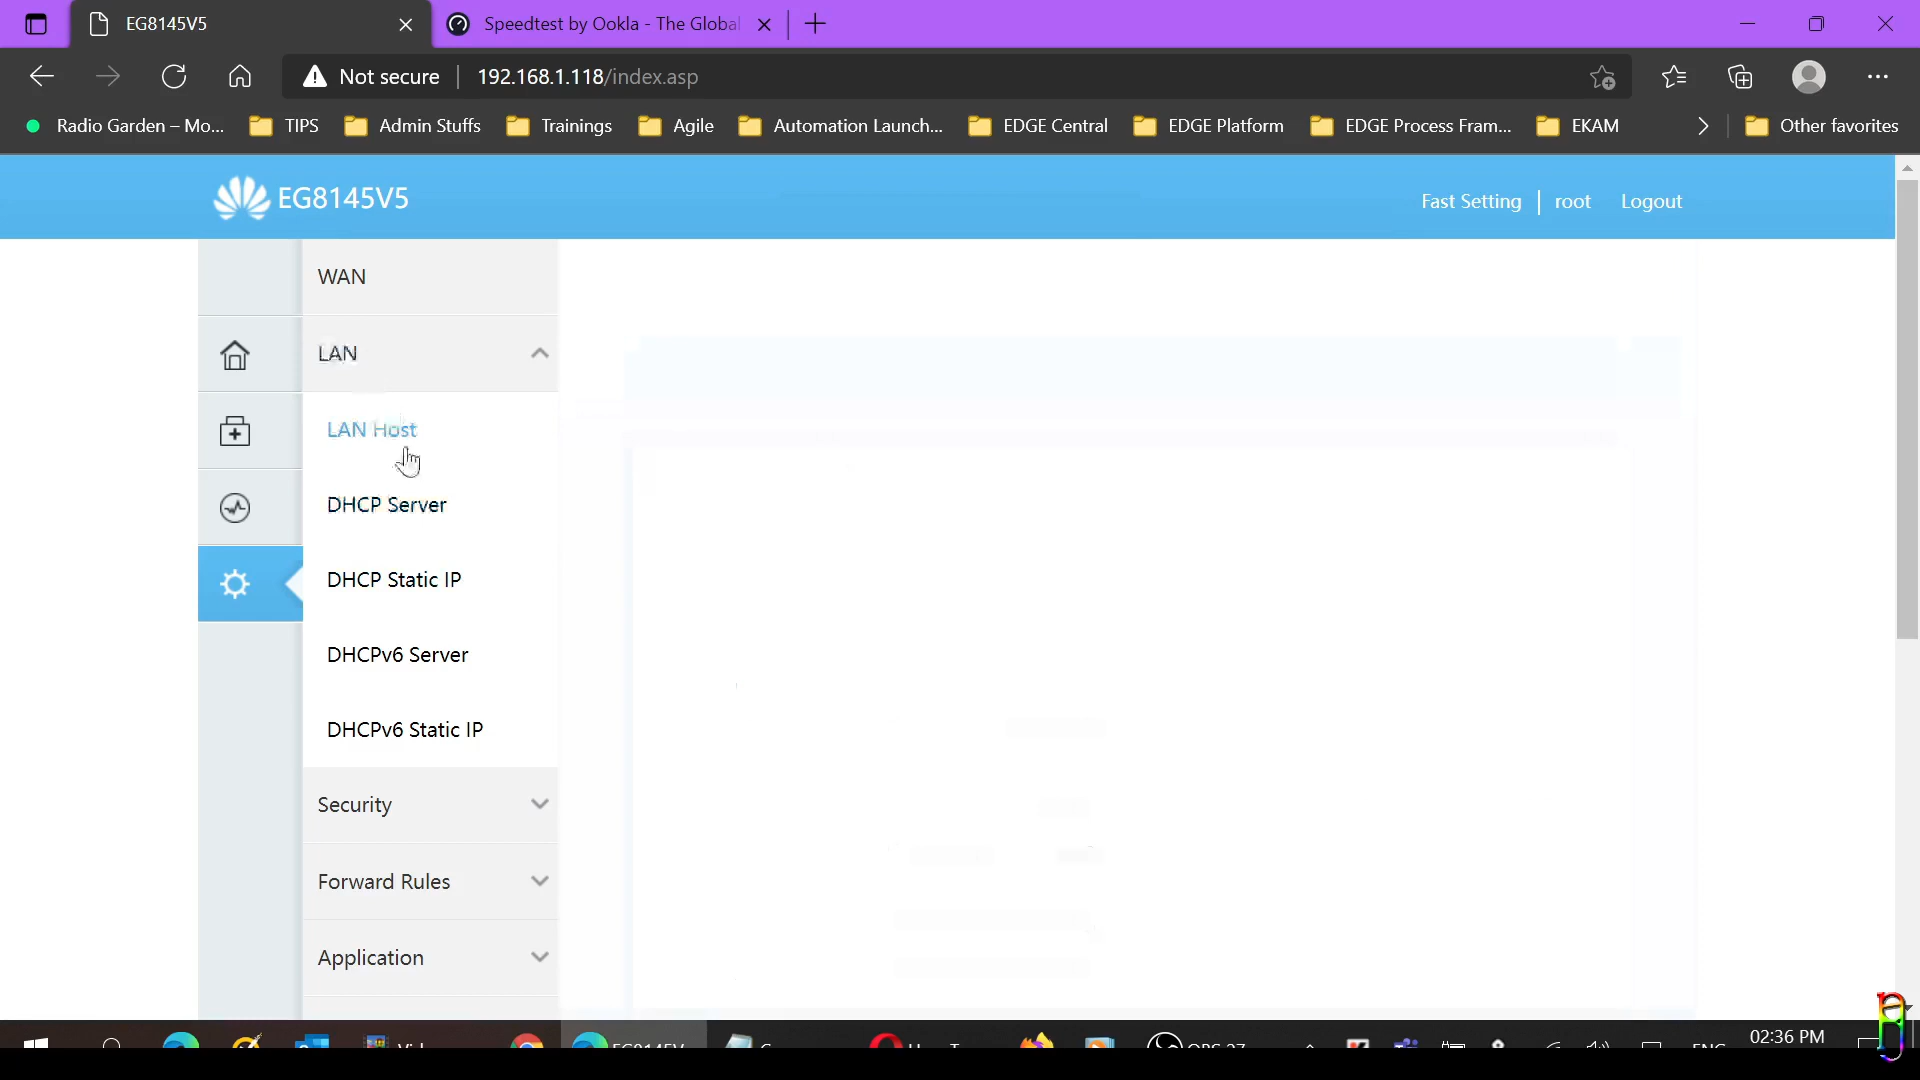 EG8145V5
Speedtest by Ookla - The Global
Not secure
192.168.1.118/index.asp
Radio Garden – Mo...
TIPS
Admin Stuffs
Trainings
Agile
Automation Launch...
EDGE Central
EDGE Platform
EDGE Process Fram...
EKAM
Other favorites
EG8145V5
Fast Setting
root
Logout
WAN
LAN
LAN Host
DHCP Server
DHCP Static IP
DHCPv6 Server
DHCPv6 Static IP
Security
Forward Rules
Application
02:36 PM